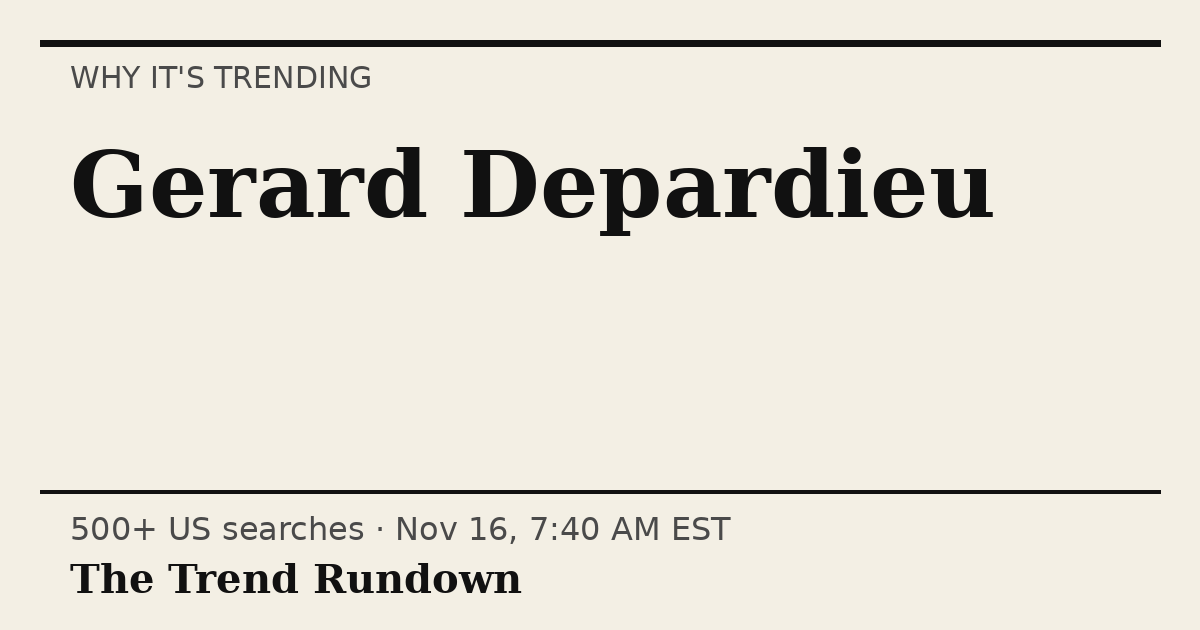 WHY IT'S TRENDING
Gerard Depardieu
500+ US searches · Nov 16, 7:40 AM EST
The Trend Rundown